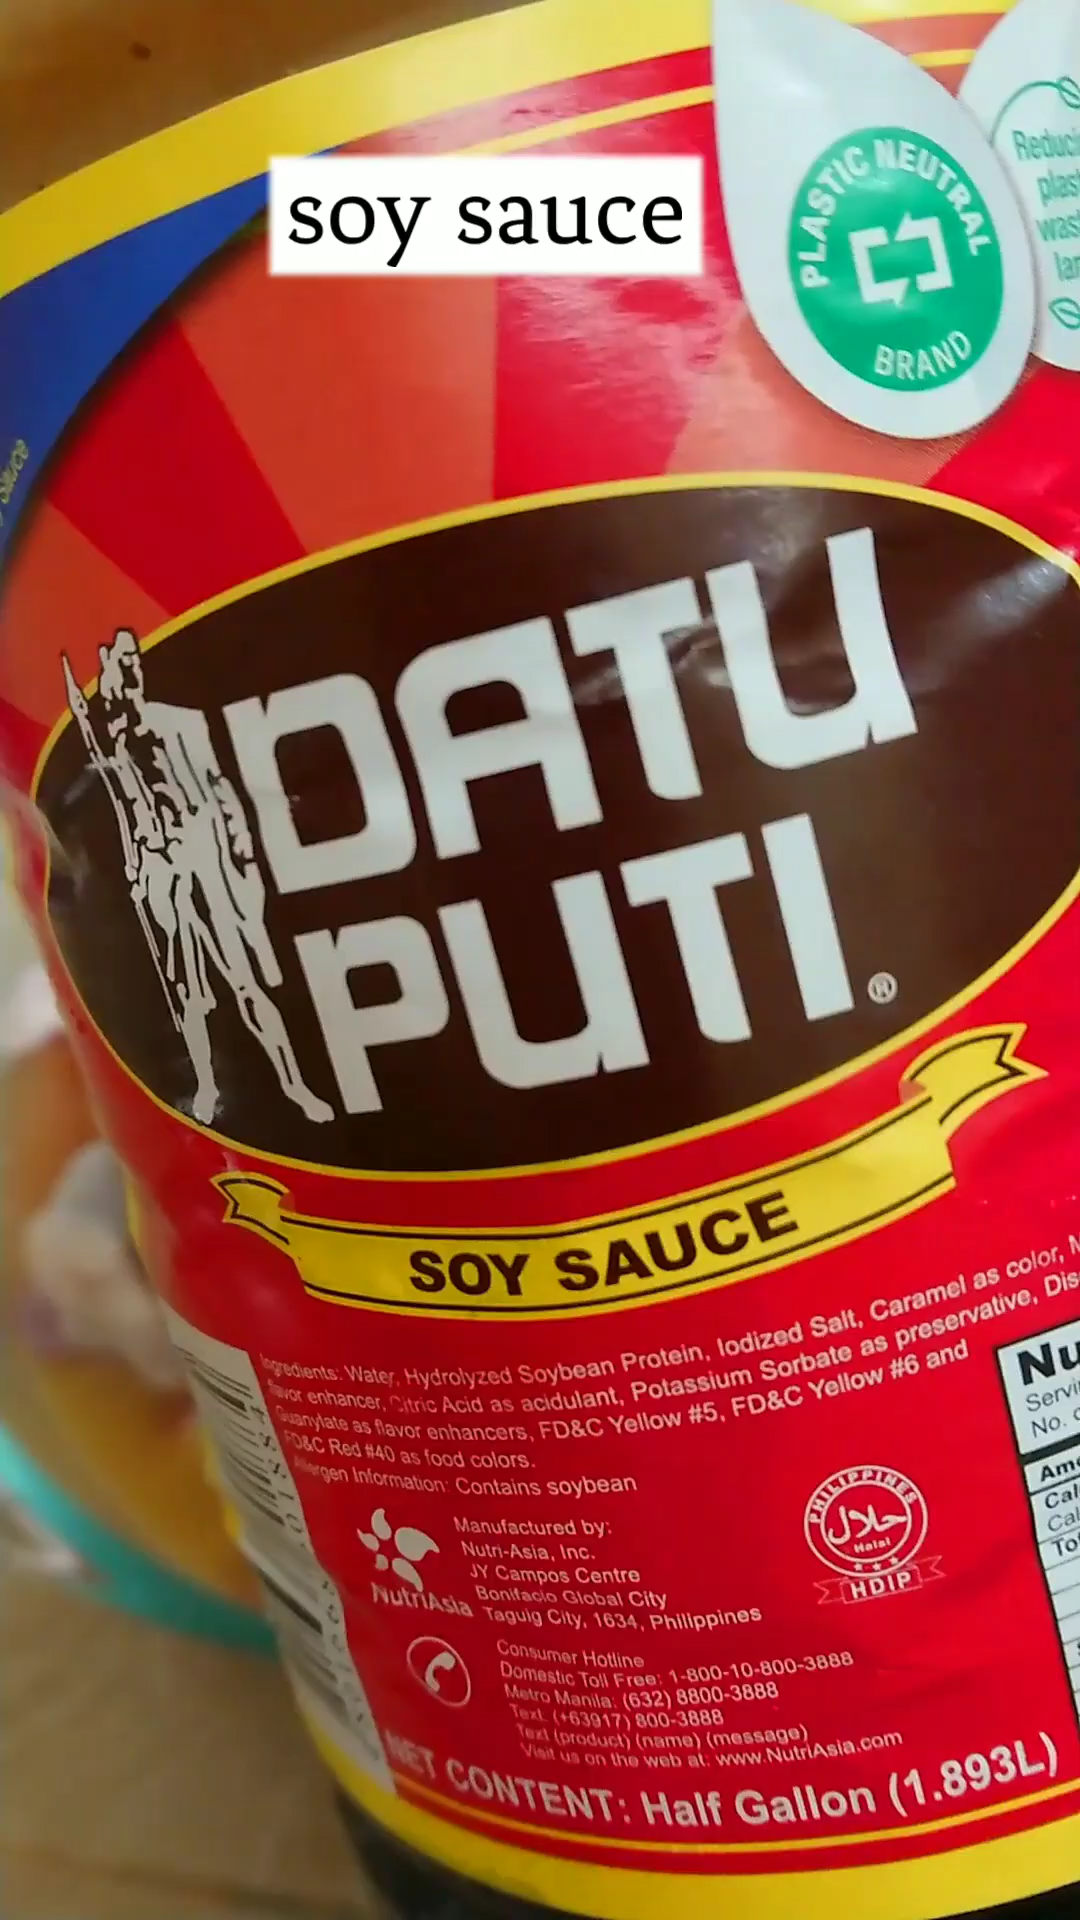 soy sauce
PLASTIC NEUTRAL
BRAND
Sauce
DATU
PUTI®
SOY SAUCE
Ingredients: Water, Hydrolyzed Soybean Protein, Iodized Salt, Caramel as color,
flavor enhancer, Citric Acid as acidulant, Potassium Sorbate as preservative,
Guanylate as flavor enhancers, FD&C Yellow #5, FD&C Yellow #6 and
FD&C Red #40 as food colors.
Allergen Information: Contains soybean
Manufactured by:
Nutri-Asia, Inc.
JY Campos Centre
Bonifacio Global City
Taguig City, 1634, Philippines
NutriAsia
PHILIPPINES
حلال
Halal
HDIP
Consumer Hotline
Domestic Toll Free: 1-800-10-800-3888
Metro Manila: (632) 8800-3888
Text: (+63917) 800-3888
Text (product) (name) (message)
Visit us on the web at: www.NutriAsia.com
NET CONTENT: Half Gallon (1.893L)